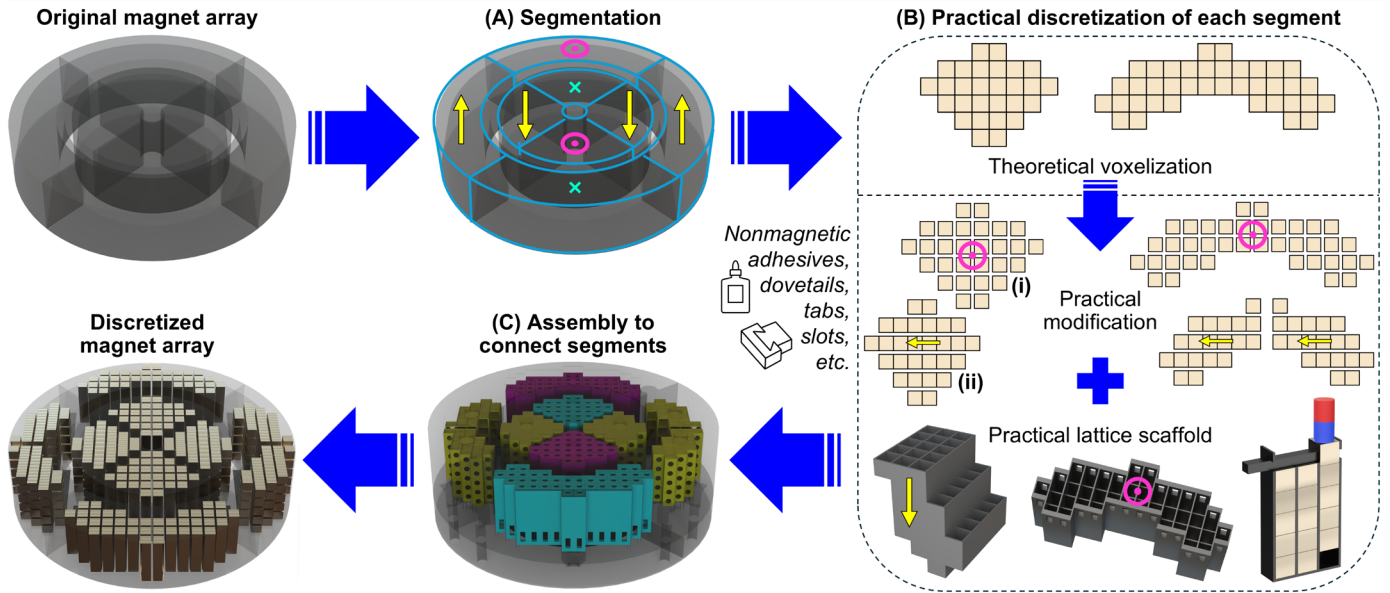 Original magnet array
(A) Segmentation
(B) Practical discretization of each segment
Theoretical voxelization
Nonmagnetic
adhesives,
dovetails,
tabs,
slots,
etc.
(i)
Practical
modification
(ii)
Practical lattice scaffold
(C) Assembly to
connect segments
Discretized
magnet array